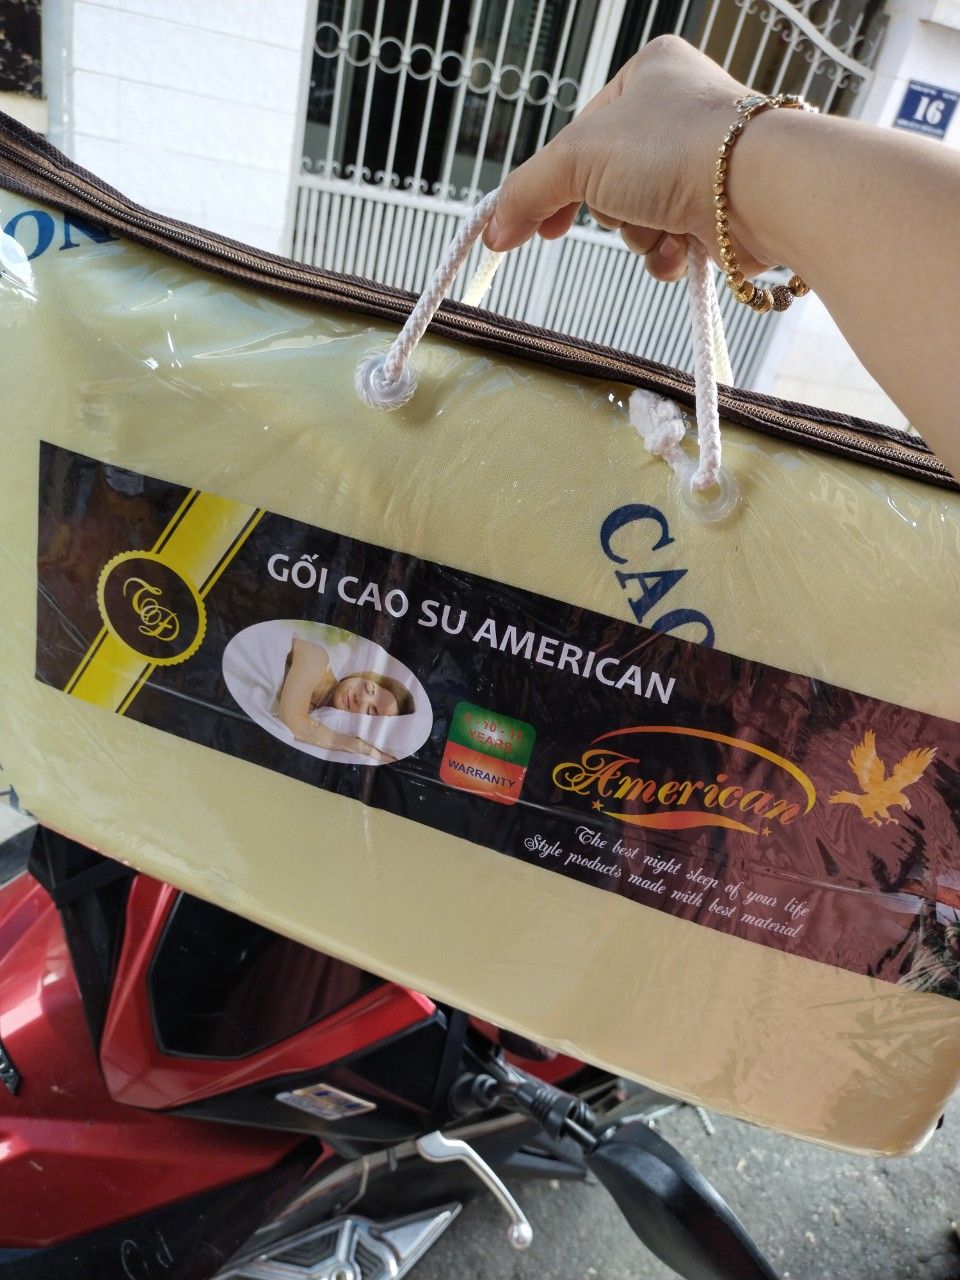 16
GỐI CAO SU AMERICAN
YEARS
WARRANTY
American
The best night sleep of your life
Style products made with best material
CAO